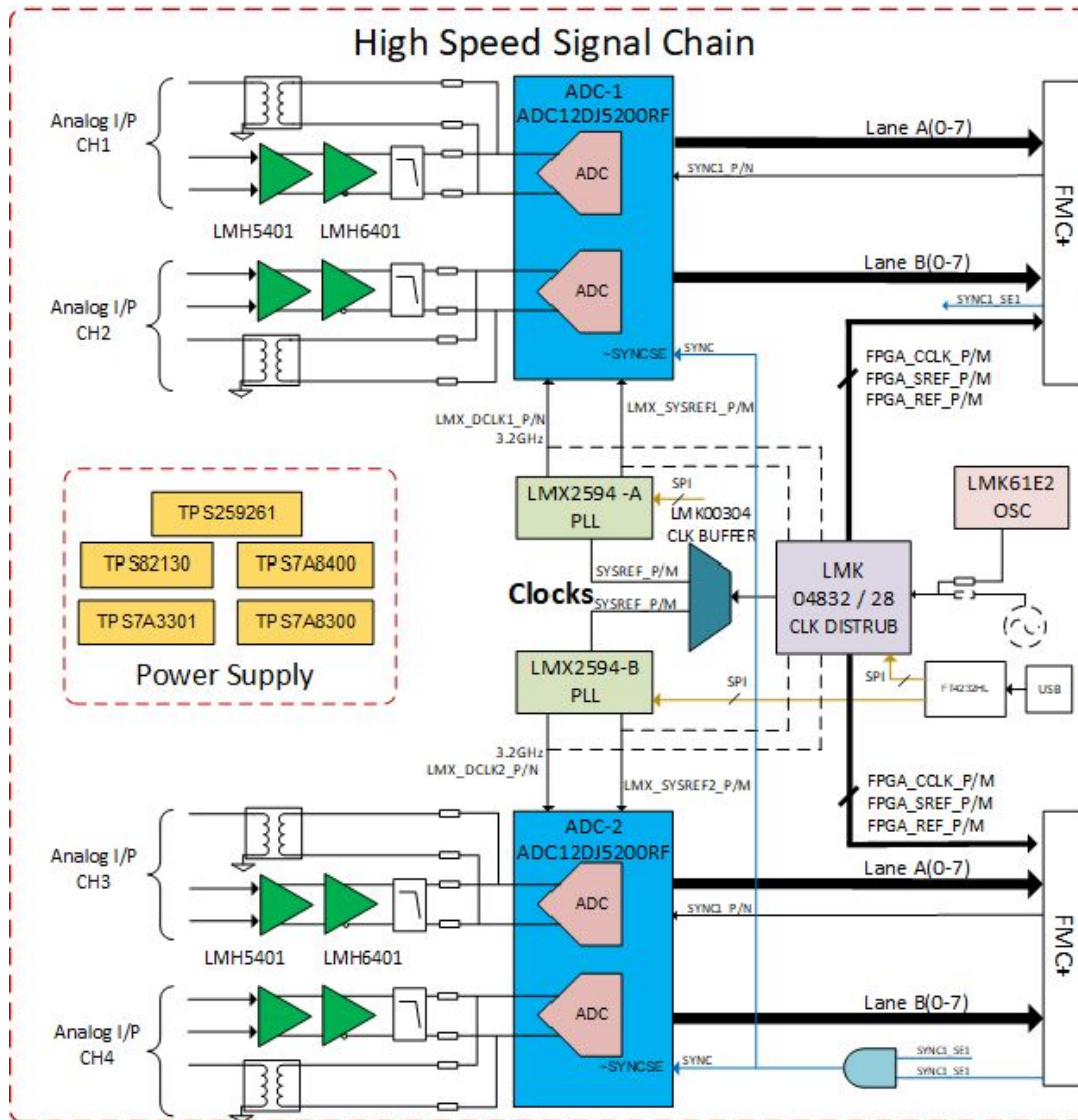 High Speed Signal Chain
Analog I/P
CH1
LMH5401
LMH6401
ADC-1
ADC12DJ5200RF
ADC
Lane A(0-7)
SYNC1_P/N
FMC+
Analog I/P
CH2
ADC
Lane B(0-7)
SYNC1_SE1
SYNC
~SYNCSE
FPGA_CCLK_P/M
FPGA_SREF_P/M
FPGA_REF_P/M
LMX_DCLK1_P/N
3.2GHz
LMX_SYSREF1_P/M
TPS259261
TPS82130
TPS7A8400
TPS7A3301
TPS7A8300
Power Supply
LMX2594 -A
PLL
SPI
LMK00304
CLK BUFFER
SYSREF_P/M
Clocks
SYSREF_P/M
LMX2594-B
PLL
SPI
LMK
04832 / 28
CLK DISTRUB
LMK61E2
OSC
SPI
FT4232HL
USB
3.2GHz
LMX_DCLK2_P/N
LMX_SYSREF2_P/M
FPGA_CCLK_P/M
FPGA_SREF_P/M
FPGA_REF_P/M
Analog I/P
CH3
LMH5401
LMH6401
ADC-2
ADC12DJ5200RF
ADC
Lane A(0-7)
SYNC1_P/N
FMC+
Analog I/P
CH4
ADC
Lane B(0-7)
~SYNCSE
SYNC
SYNC1_SE1
SYNC1_SE1